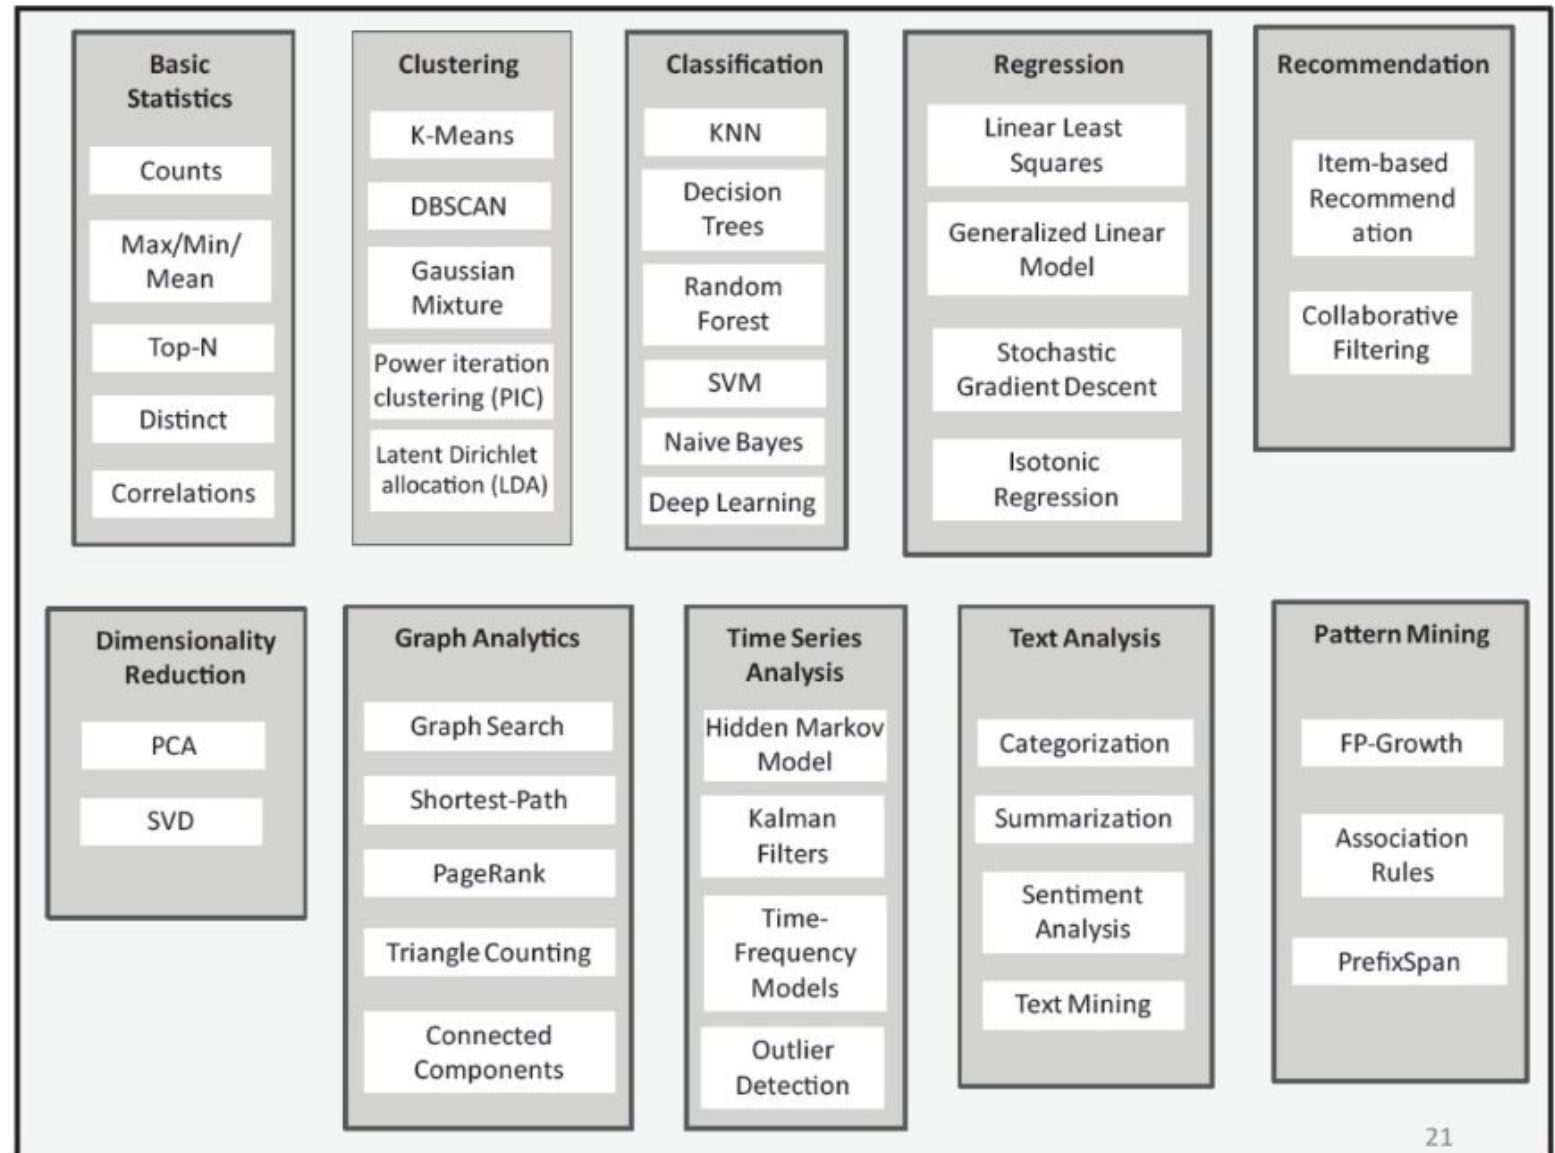 Basic
Statistics
Counts
Max/Min/
Mean
Top-N
Distinct
Correlations
Clustering
K-Means
DBSCAN
Gaussian
Mixture
Power iteration
clustering (PIC)
Latent Dirichlet
allocation (LDA)
Classification
KNN
Decision
Trees
Random
Forest
SVM
Naive Bayes
Deep Learning
Regression
Linear Least
Squares
Generalized Linear
Model
Stochastic
Gradient Descent
Isotonic
Regression
Recommendation
Item-based
Recommend
ation
Collaborative
Filtering
Dimensionality
Reduction
PCA
SVD
Graph Analytics
Graph Search
Shortest-Path
PageRank
Triangle Counting
Connected
Components
Time Series
Analysis
Hidden Markov
Model
Kalman
Filters
Time-
Frequency
Models
Outlier
Detection
Text Analysis
Categorization
Summarization
Sentiment
Analysis
Text Mining
Pattern Mining
FP-Growth
Association
Rules
PrefixSpan
21